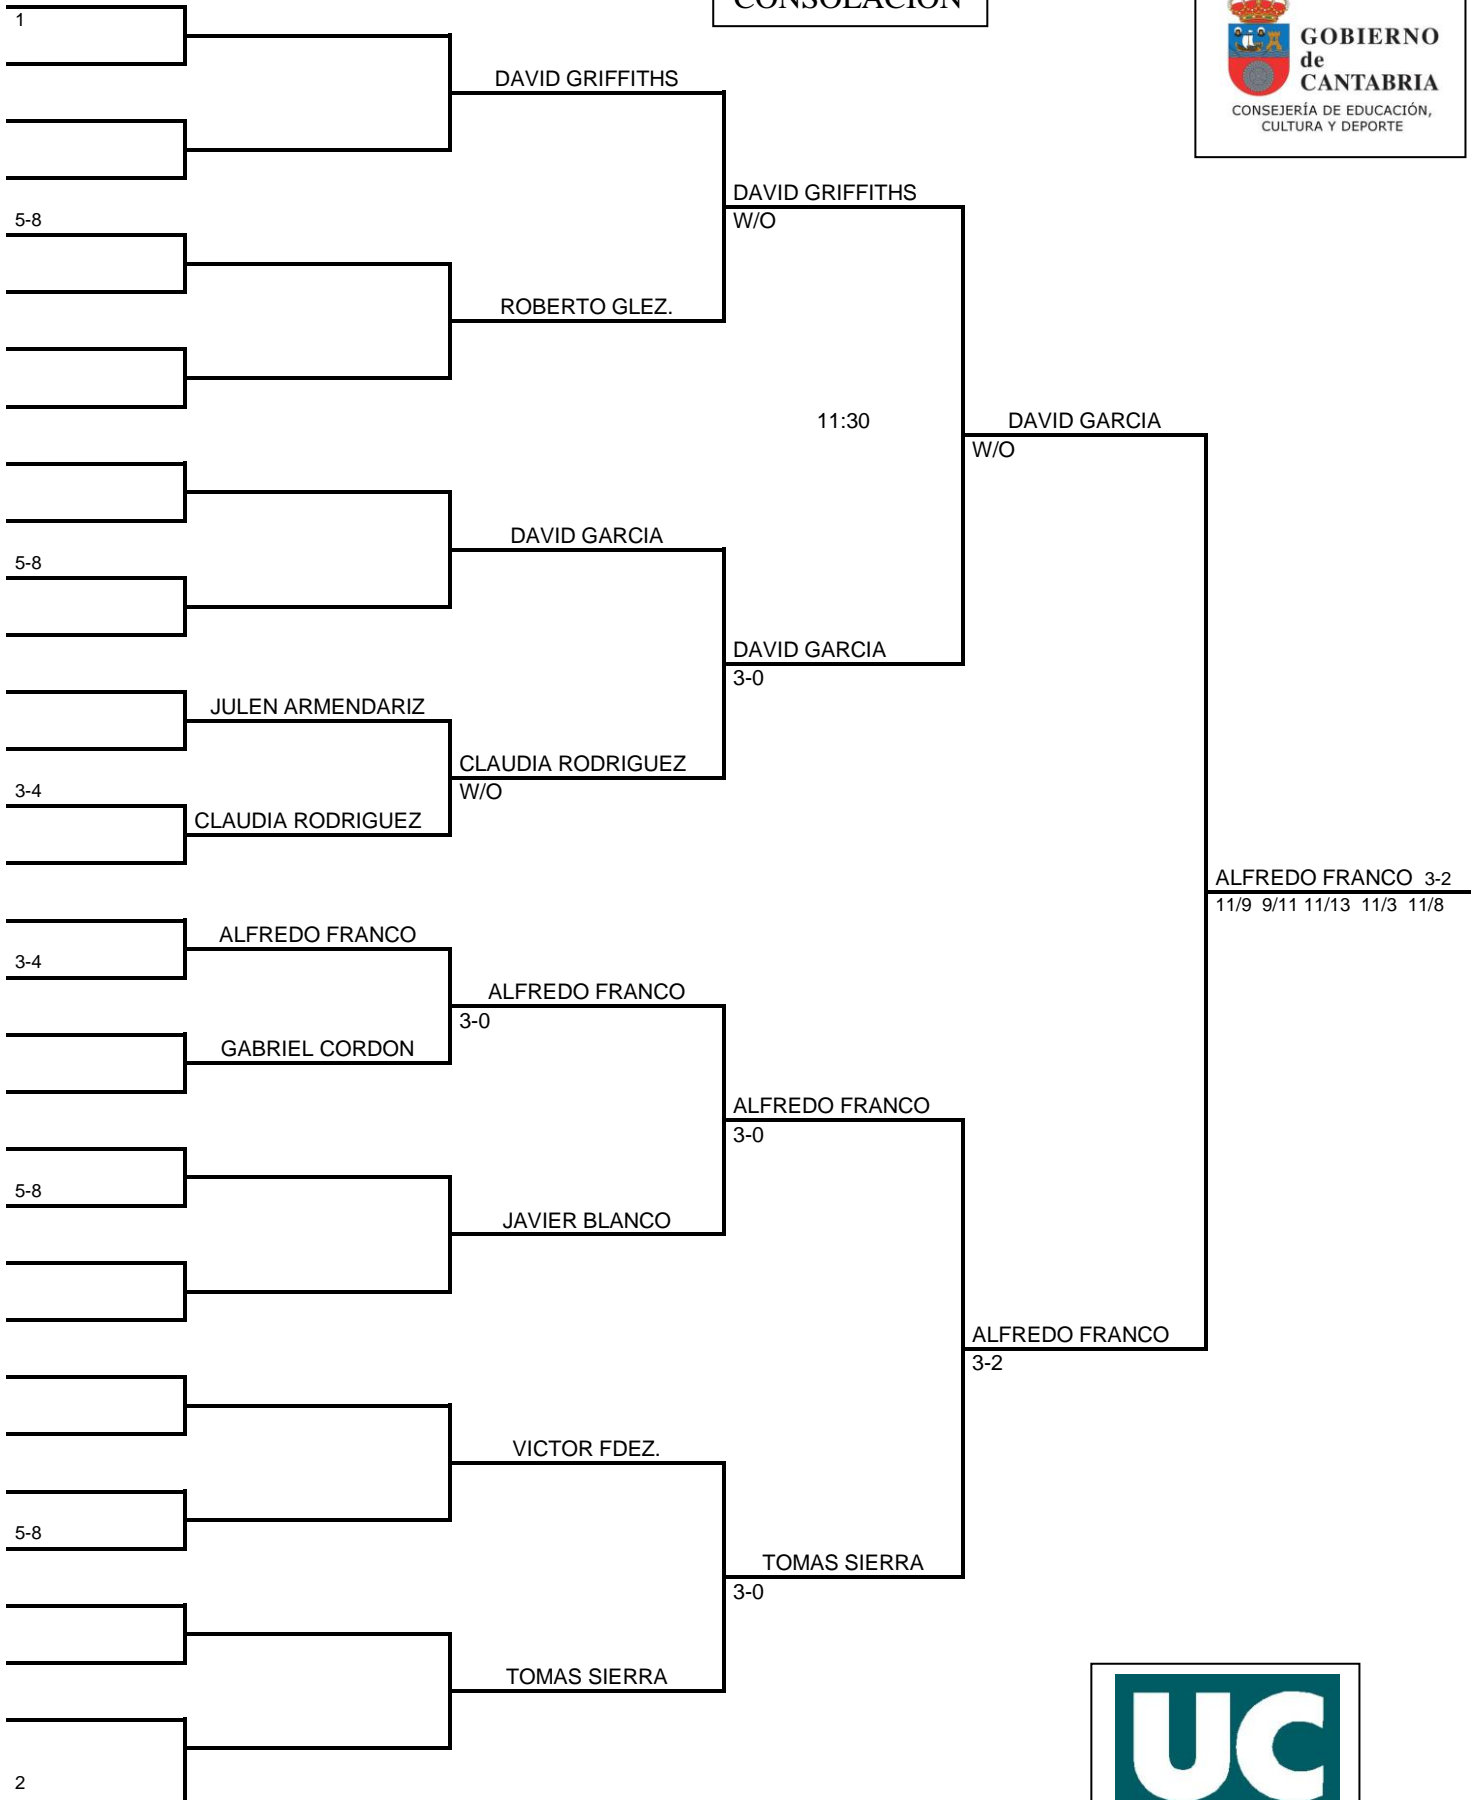 CONSOLACION
1
GOBIERNO
de
CANTABRIA
CONSEJERÍA DE EDUCACIÓN,
CULTURA Y DEPORTE
DAVID GRIFFITHS
DAVID GRIFFITHS
W/O
5-8
ROBERTO GLEZ.
11:30
DAVID GARCIA
W/O
DAVID GARCIA
5-8
DAVID GARCIA
3-0
JULEN ARMENDARIZ
CLAUDIA RODRIGUEZ
W/O
3-4
CLAUDIA RODRIGUEZ
ALFREDO FRANCO 3-2
11/9 9/11 11/13 11/3 11/8
ALFREDO FRANCO
3-4
ALFREDO FRANCO
3-0
GABRIEL CORDON
ALFREDO FRANCO
3-0
5-8
JAVIER BLANCO
ALFREDO FRANCO
3-2
VICTOR FDEZ.
5-8
TOMAS SIERRA
3-0
TOMAS SIERRA
UC
2